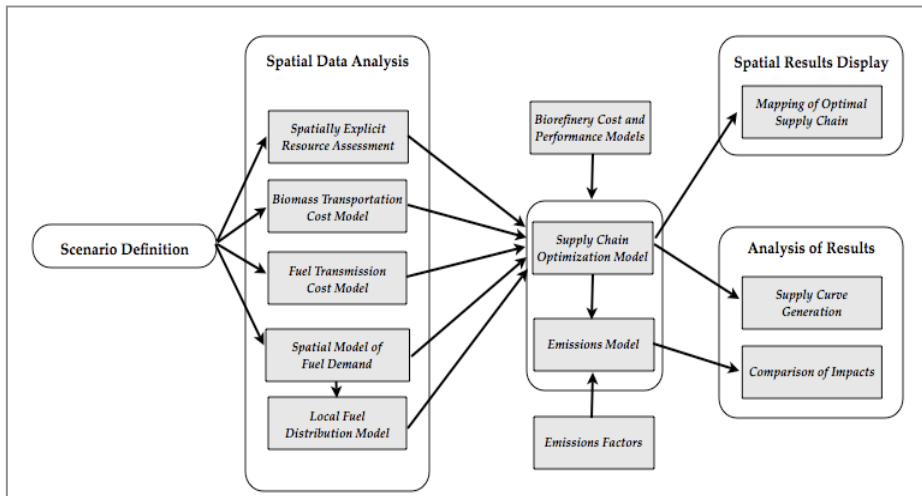 Scenario Definition
Spatial Data Analysis
Spatially Explicit
Resource Assessment
Biomass Transportation
Cost Model
Fuel Transmission
Cost Model
Spatial Model of
Fuel Demand
Local Fuel
Distribution Model
Biorefinery Cost and
Performance Models
Supply Chain
Optimization Model
Emissions Model
Emissions Factors
Spatial Results Display
Mapping of Optimal
Supply Chain
Analysis of Results
Supply Curve
Generation
Comparison of Impacts